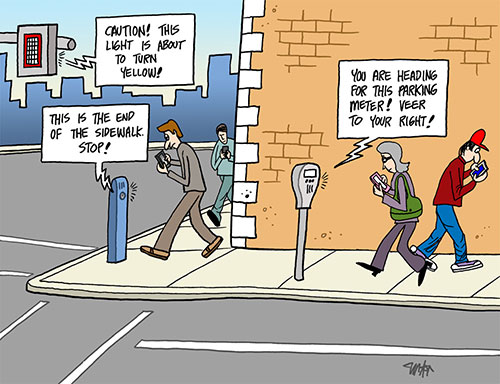 CAUTION! THIS
LIGHT IS ABOUT
TO TURN
YELLOW!
THIS IS THE END
OF THE SIDEWALK.
STOP!
YOU ARE HEADING
FOR THIS PARKING
METER! VEER
TO YOUR RIGHT!